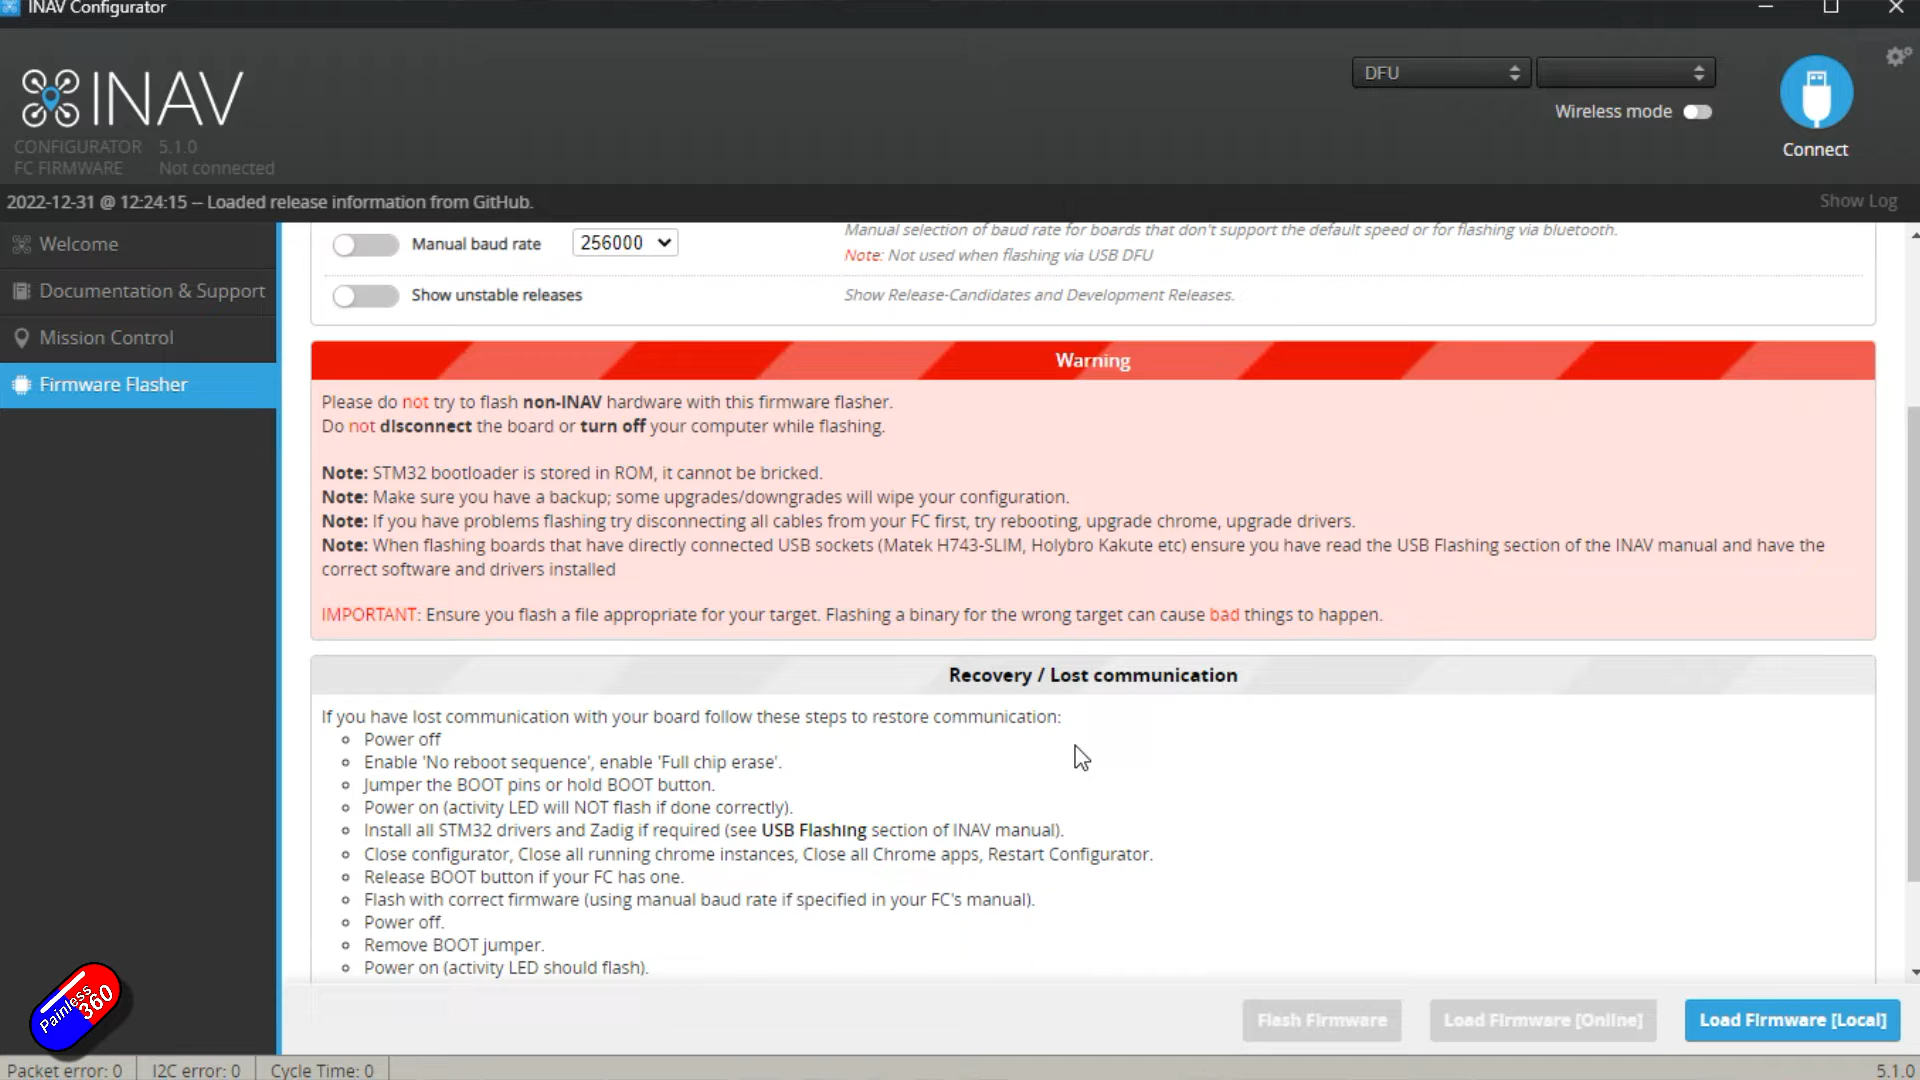 INAV Configurator
INAV
CONFIGURATOR 5.1.0
FC FIRMWARE Not connected
DFU
Wireless mode
Connect
2022-12-31 @ 12:24:15 -- Loaded release information from GitHub.
Show Log
Welcome
Documentation & Support
Mission Control
Firmware Flasher
Manual baud rate 256000
Manual selection of baud rate for boards that don't support the default speed or for flashing via bluetooth.
Note: Not used when flashing via USB DFU
Show unstable releases
Show Release-Candidates and Development Releases.
Warning
Please do not try to flash non-INAV hardware with this firmware flasher.
Do not disconnect the board or turn off your computer while flashing.
Note: STM32 bootloader is stored in ROM, it cannot be bricked.
Note: Make sure you have a backup; some upgrades/downgrades will wipe your configuration.
Note: If you have problems flashing try disconnecting all cables from your FC first, try rebooting, upgrade chrome, upgrade drivers.
Note: When flashing boards that have directly connected USB sockets (Matek H743-SLIM, Holybro Kakute etc) ensure you have read the USB Flashing section of the INAV manual and have the
correct software and drivers installed
IMPORTANT: Ensure you flash a file appropriate for your target. Flashing a binary for the wrong target can cause bad things to happen.
Recovery / Lost communication
If you have lost communication with your board follow these steps to restore communication:
Power off
Enable 'No reboot sequence', enable 'Full chip erase'.
Jumper the BOOT pins or hold BOOT button.
Power on (activity LED will NOT flash if done correctly).
Install all STM32 drivers and Zadig if required (see USB Flashing section of INAV manual).
Close configurator, Close all running chrome instances, Close all Chrome apps, Restart Configurator.
Release BOOT button if your FC has one.
Flash with correct firmware (using manual baud rate if specified in your FC's manual).
Power off.
Remove BOOT jumper.
Power on (activity LED should flash).
Flash Firmware
Load Firmware [Online]
Load Firmware [Local]
Painless
360
Packet error: 0
I2C error: 0
Cycle Time: 0
5.1.0